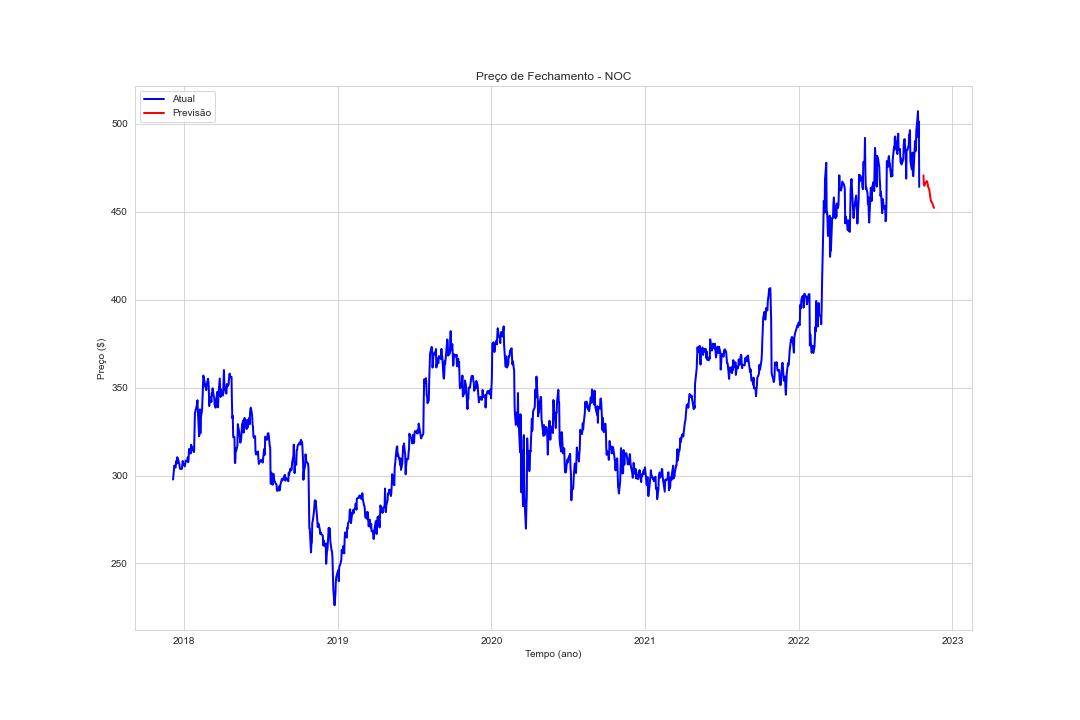 Preço de Fechamento - NOC
Atual
Previsão
500
450
400
350
300
250
Preço ($)
2018 2019 2020 2021 2022 2023
Tempo (ano)